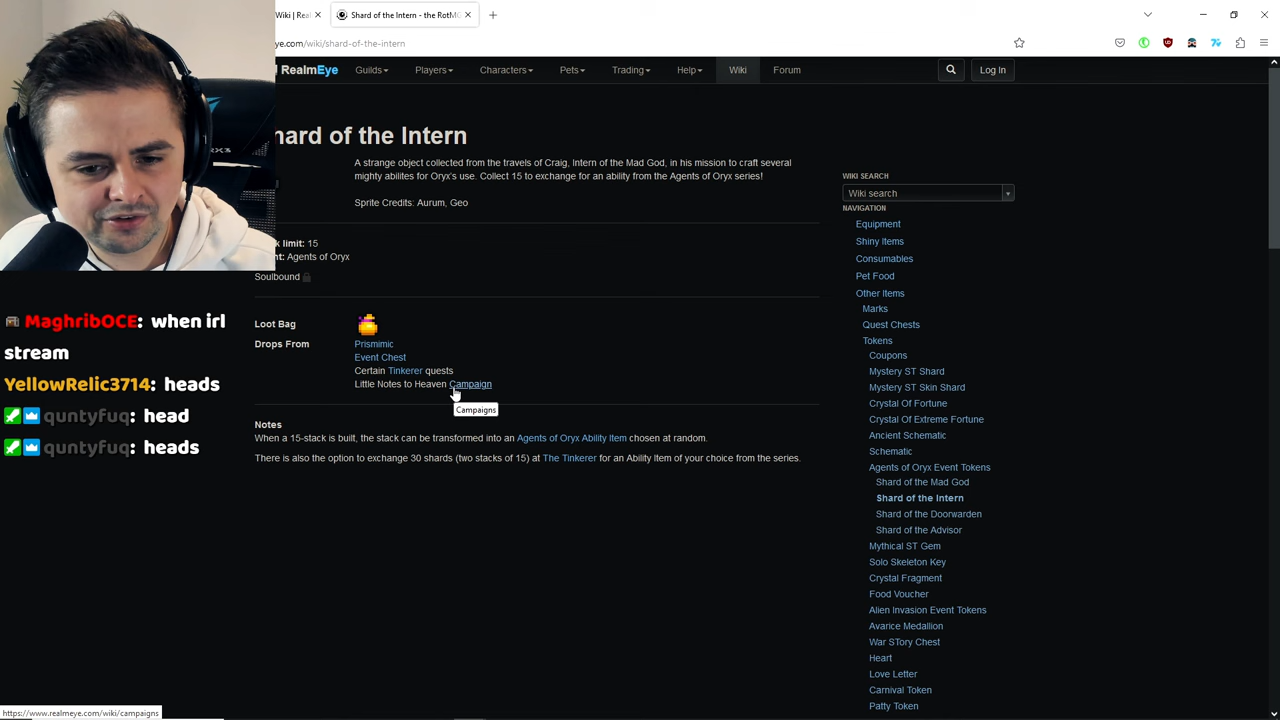 Wiki | Real
Shard of the Intern - the RotMG
ye.com/wiki/shard-of-the-intern
RealmEye
Guilds
Players
Characters
Pets
Trading
Help
Wiki
Forum
Log In
hard of the Intern
A strange object collected from the travels of Craig, Intern of the Mad God, in his mission to craft several
mighty abilites for Oryx's use. Collect 15 to exchange for an ability from the Agents of Oryx series!
Sprite Credits: Aurum, Geo
k limit: 15
nt: Agents of Oryx
Soulbound
Loot Bag
Drops From
Prismimic
Event Chest
Certain Tinkerer quests
Little Notes to Heaven Campaign
Campaigns
Notes
When a 15-stack is built, the stack can be transformed into an Agents of Oryx Ability Item chosen at random.
There is also the option to exchange 30 shards (two stacks of 15) at The Tinkerer for an Ability Item of your choice from the series.
WIKI SEARCH
Wiki search
NAVIGATION
Equipment
Shiny Items
Consumables
Pet Food
Other Items
Marks
Quest Chests
Tokens
Coupons
Mystery ST Shard
Mystery ST Skin Shard
Crystal Of Fortune
Crystal Of Extreme Fortune
Ancient Schematic
Schematic
Agents of Oryx Event Tokens
Shard of the Mad God
Shard of the Intern
Shard of the Doorwarden
Shard of the Advisor
Mythical ST Gem
Solo Skeleton Key
Crystal Fragment
Food Voucher
Alien Invasion Event Tokens
Avarice Medallion
War STory Chest
Heart
Love Letter
Carnival Token
Patty Token
MaghribOCE: when irl
stream
YellowRelic3714: heads
quntyfuq: head
quntyfuq: heads
https://www.realmeye.com/wiki/campaigns